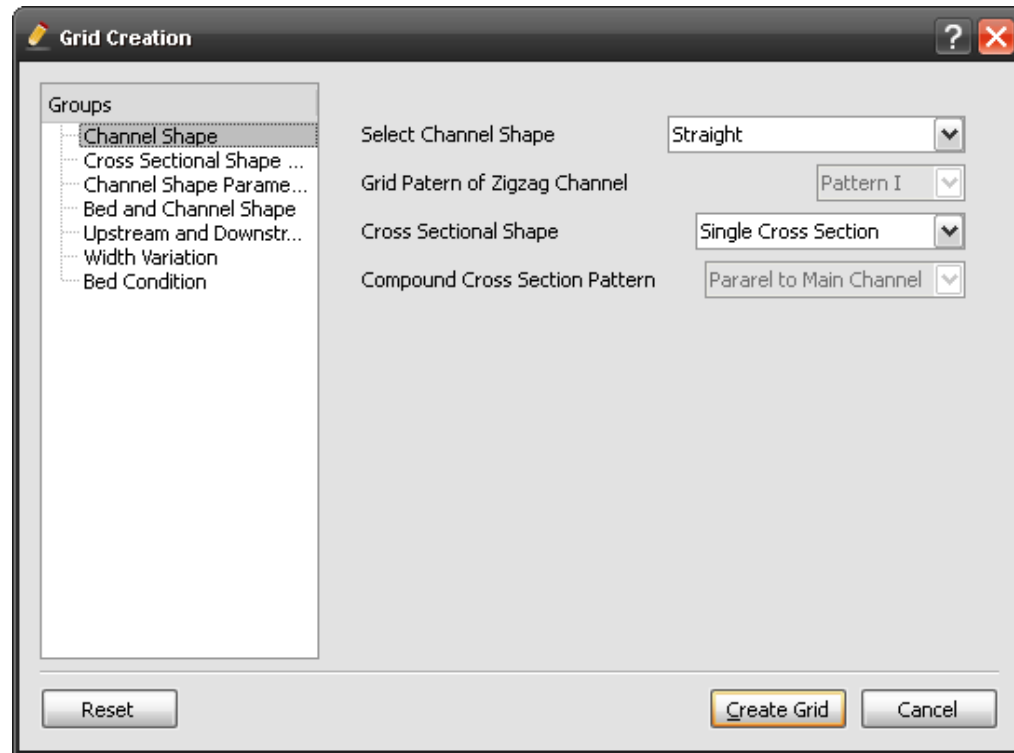 Grid Creation
Groups
Channel Shape
Cross Sectional Shape ...
Channel Shape Parame...
Bed and Channel Shape
Upstream and Downstr...
Width Variation
Bed Condition
Select Channel Shape Straight
Grid Patern of Zigzag Channel Pattern I
Cross Sectional Shape Single Cross Section
Compound Cross Section Pattern Pararel to Main Channel
Reset Create Grid Cancel